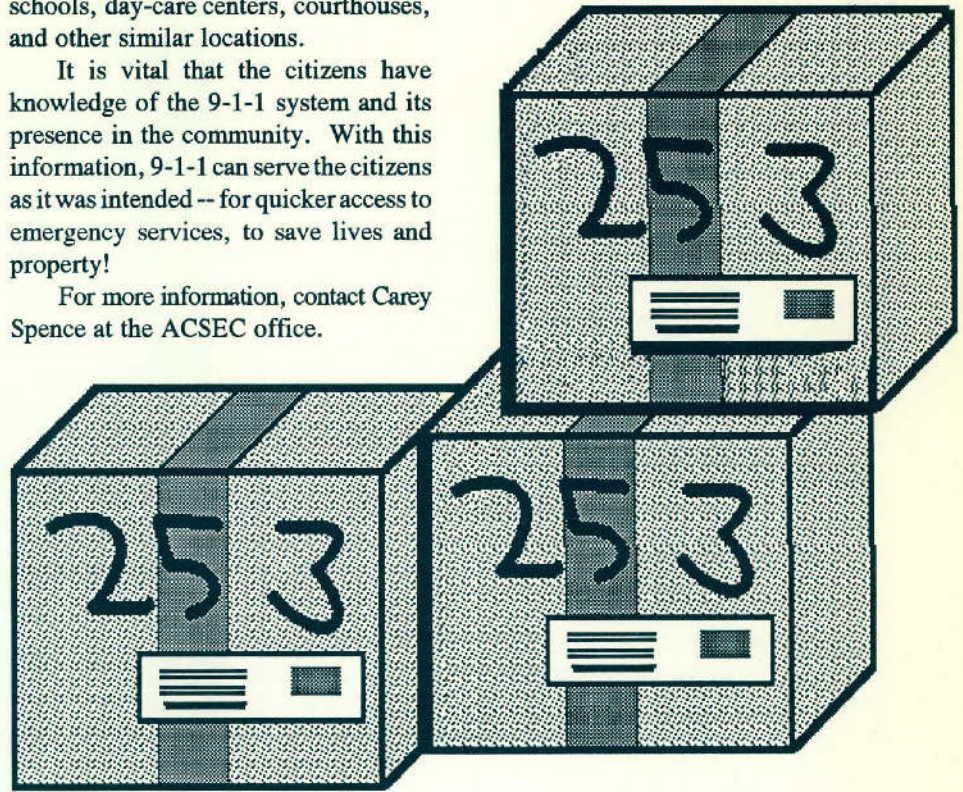 schools, day-care centers, courthouses,
and other similar locations.
It is vital that the citizens have
knowledge of the 9-1-1 system and its
presence in the community. With this
information, 9-1-1 can serve the citizens
as it was intended -- for quicker access to
emergency services, to save lives and
property!
For more information, contact Carey
Spence at the ACSEC office.
253
253
253